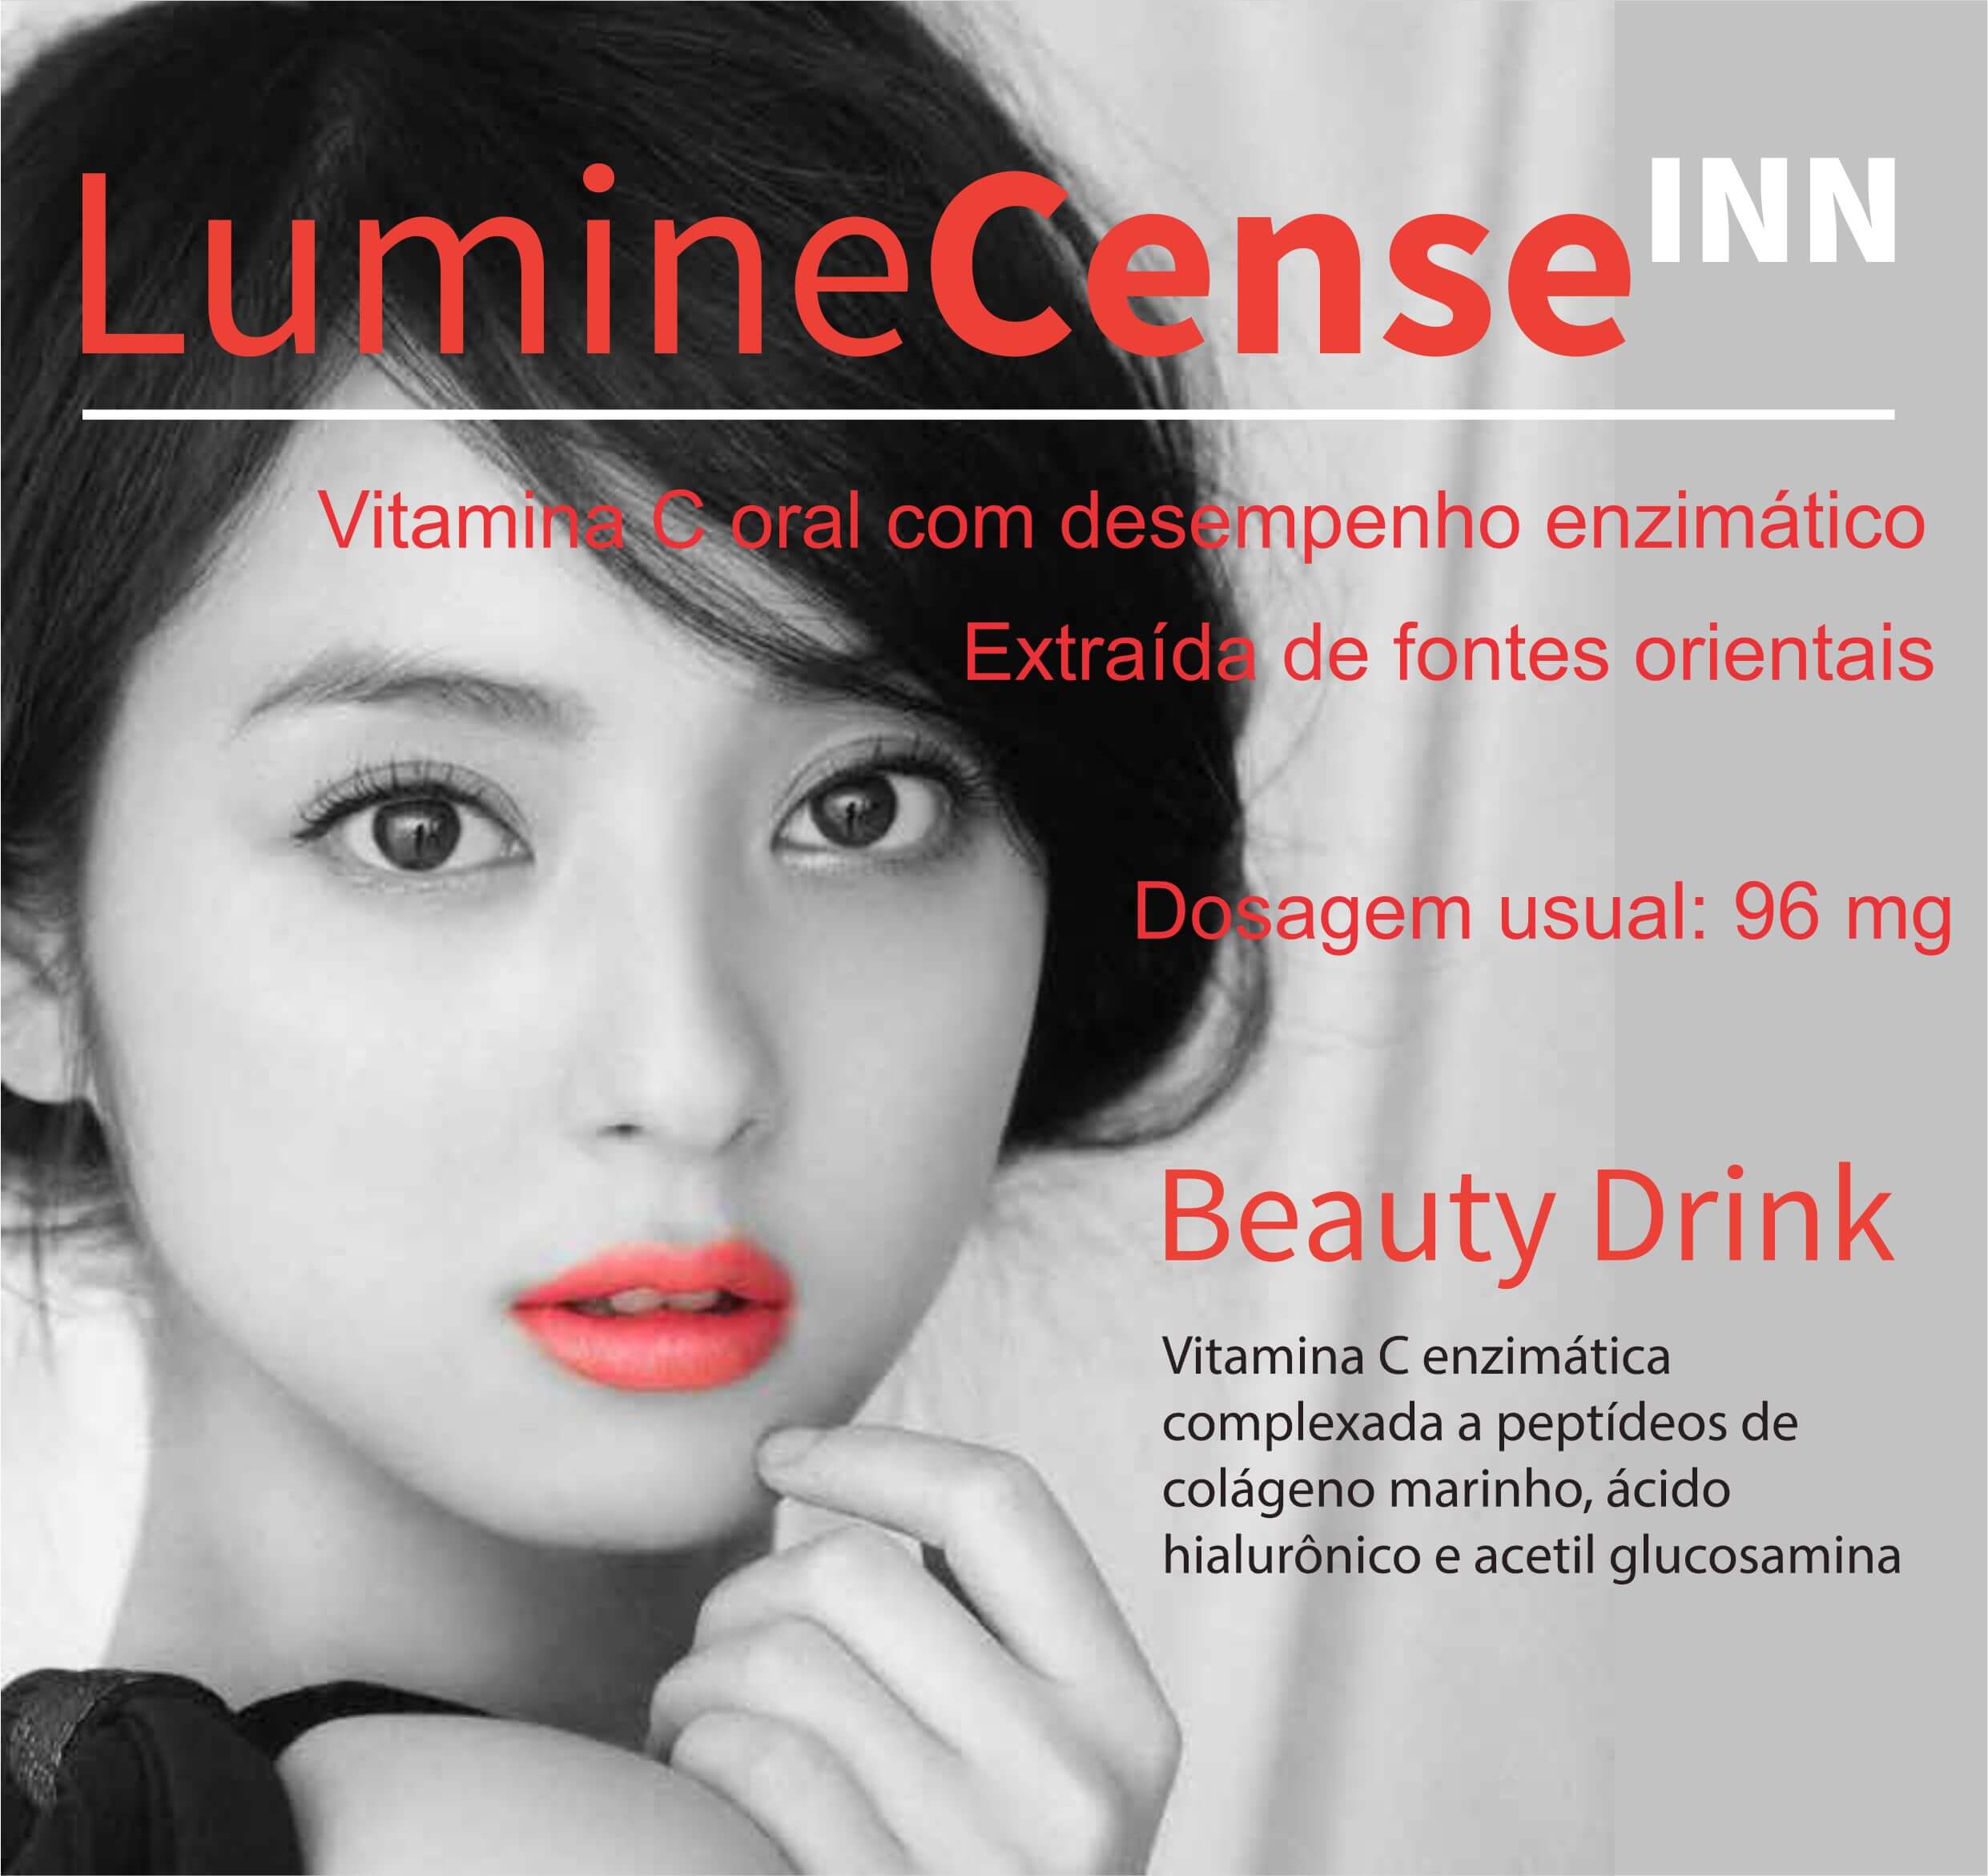 LumineCense INN
Vitamina C oral com desempenho enzimático
Extraída de fontes orientais
Dosagem usual: 96 mg
Beauty Drink
Vitamina C enzimática
complexada a peptídeos de
colágeno marinho, ácido
hialurônico e acetil glucosamina